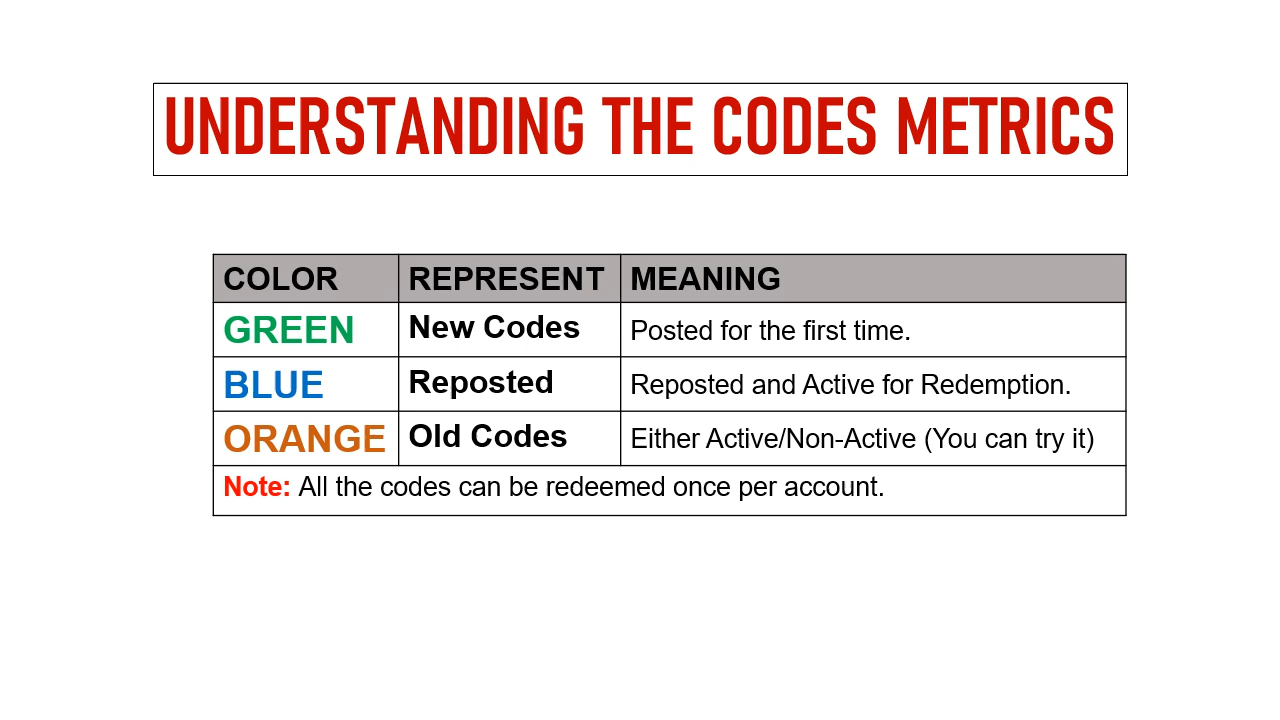 UNDERSTANDING THE CODES METRICS
COLOR REPRESENT MEANING
GREEN New Codes Posted for the first time.
BLUE Reposted Reposted and Active for Redemption.
ORANGE Old Codes Either Active/Non-Active (You can try it)
Note: All the codes can be redeemed once per account.